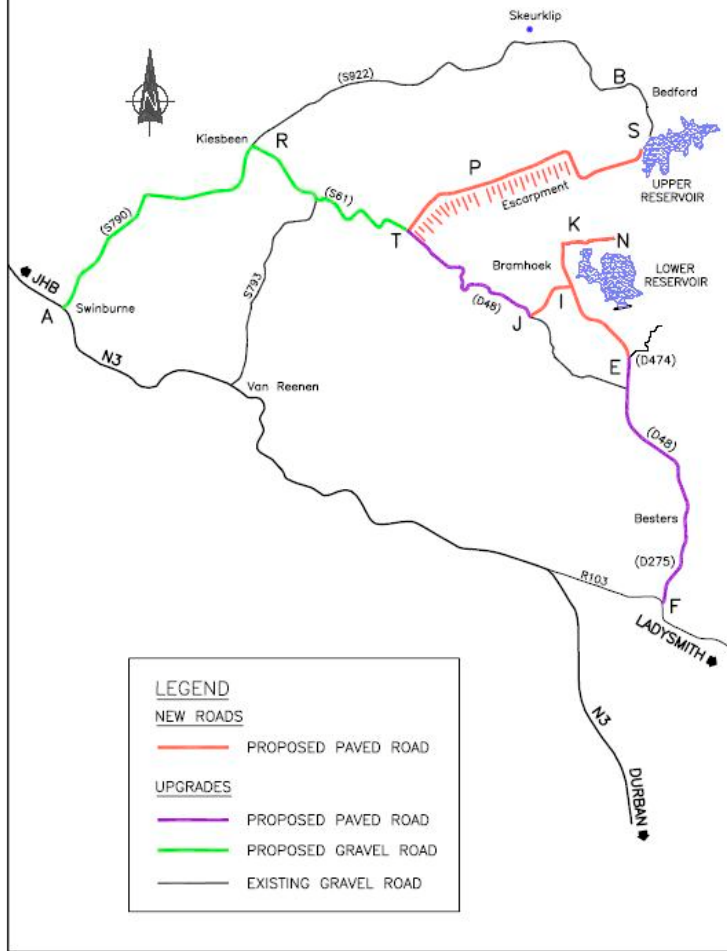 Skeurklip
(S922)
B
Bedford
S
Kiesbeen
R
P
UPPER
RESERVOIR
Escarpment
(S61)
(S790)
T
K
N
S793
Bramhoek
LOWER
RESERVOIR
I
JHB
(D48)
A
Swinburne
J
N3
E
(D474)
Van Reenen
(D48)
Besters
(D275)
R103
F
LADYSMITH
N3
DURBAN
LEGEND
NEW ROADS
PROPOSED PAVED ROAD
UPGRADES
PROPOSED PAVED ROAD
PROPOSED GRAVEL ROAD
EXISTING GRAVEL ROAD